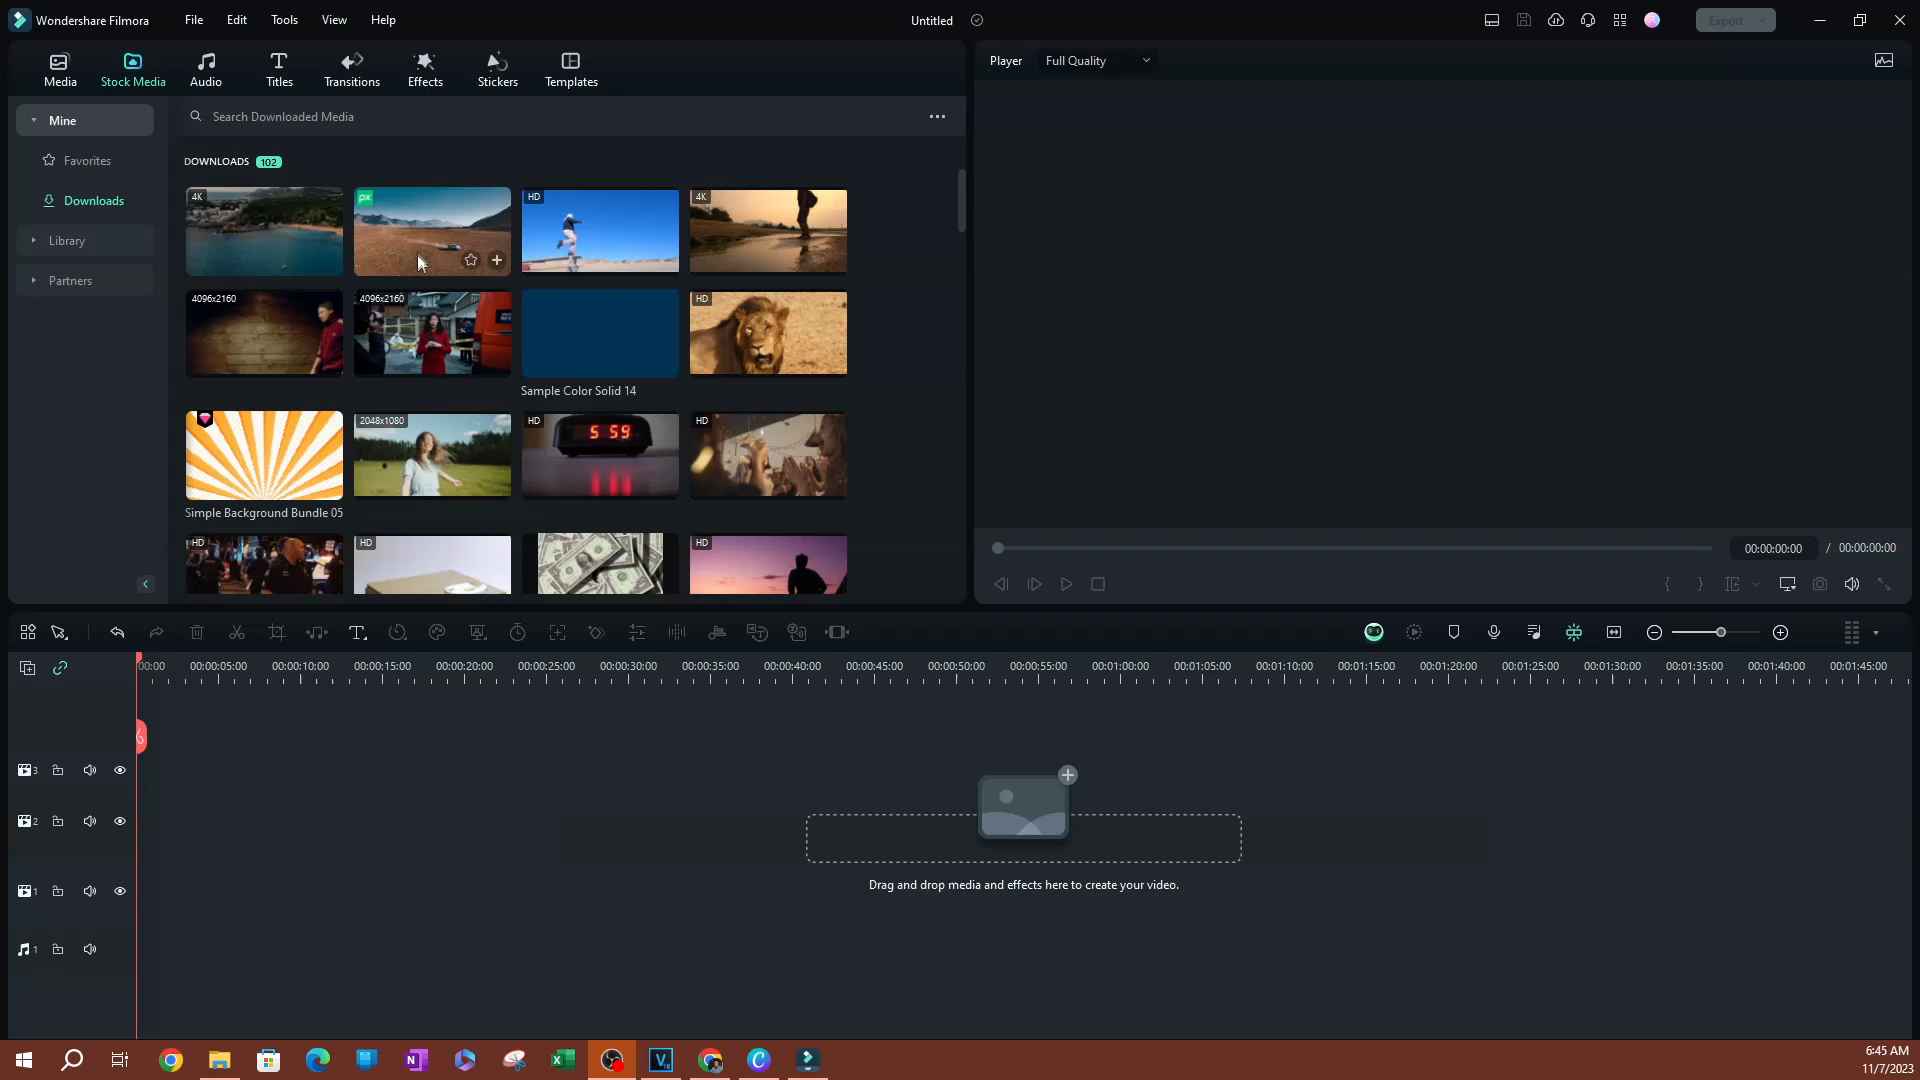 Wondershare Filmora File Edit Tools View Help Untitled Export
Media Stock Media Audio Titles Transitions Effects Stickers Templates
Player Full Quality
Mine
Favorites
Downloads
Library
Partners
Search Downloaded Media
DOWNLOADS 102
4K px HD 4K
4096x2160 4096x2160 HD
Sample Color Solid 14
2048x1080 HD 5 59 HD
Simple Background Bundle 05
HD HD HD
00:00:00:00 / 00:00:00:00
00:00 00:00:05:00 00:00:10:00 00:00:15:00 00:00:20:00 00:00:25:00 00:00:30:00 00:00:35:00 00:00:40:00 00:00:45:00 00:00:50:00 00:00:55:00 00:01:00:00 00:01:05:00 00:01:10:00 00:01:15:00 00:01:20:00 00:01:25:00 00:01:30:00 00:01:35:00 00:01:40:00 00:01:45:00
3
2
Drag and drop media and effects here to create your video.
1
1
6:45 AM
11/7/2023